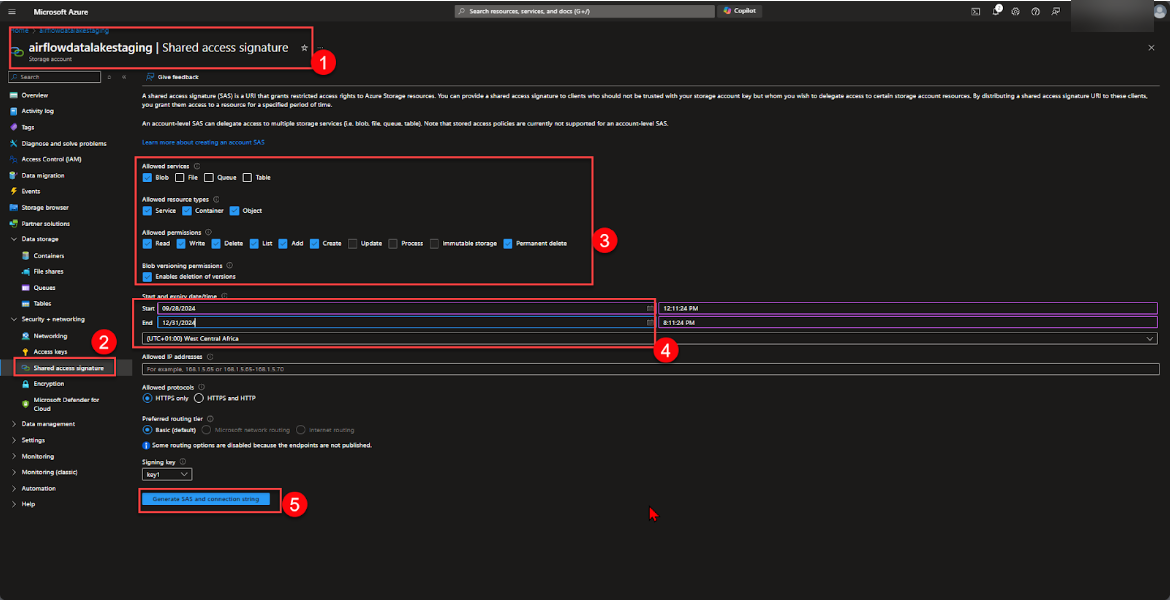 Microsoft Azure
Search resources, services, and docs (G+/)
Copilot
Home > airflowdatalakestaging
airflowdatalakestaging | Shared access signature
Storage account
1
Search
Give feedback
Overview
Activity log
Tags
Diagnose and solve problems
Access Control (IAM)
Data migration
Events
Storage browser
Partner solutions
Data storage
Containers
File shares
Queues
Tables
Security + networking
Networking
2
Access keys
Shared access signature
Encryption
Microsoft Defender for
Cloud
Data management
Settings
Monitoring
Monitoring (classic)
Automation
Help
A shared access signature (SAS) is a URI that grants restricted access rights to Azure Storage resources. You can provide a shared access signature to clients who should not be trusted with your storage account key but whom you wish to delegate access to certain storage account resources. By distributing a shared access signature URI to these clients,
you grant them access to a resource for a specified period of time.
An account-level SAS can delegate access to multiple storage services (i.e. blob, file, queue, table). Note that stored access policies are currently not supported for an account-level SAS.
Learn more about creating an account SAS
Allowed services
Blob File Queue Table
Allowed resource types
Service Container Object
Allowed permissions
Read Write Delete List Add Create Update Process Immutable storage Permanent delete
3
Blob versioning permissions
Enables deletion of versions
Start and expiry date/time
Start 09/28/2024 12:11:24 PM
End 12/31/2024 8:11:24 PM
(UTC+01:00) West Central Africa
4
Allowed IP addresses
For example, 168.1.5.65 or 168.1.5.65-168.1.5.70
Allowed protocols
HTTPS only HTTPS and HTTP
Preferred routing tier
Basic (default) Microsoft network routing Internet routing
Some routing options are disabled because the endpoints are not published.
Signing key
key1
Generate SAS and connection string
5